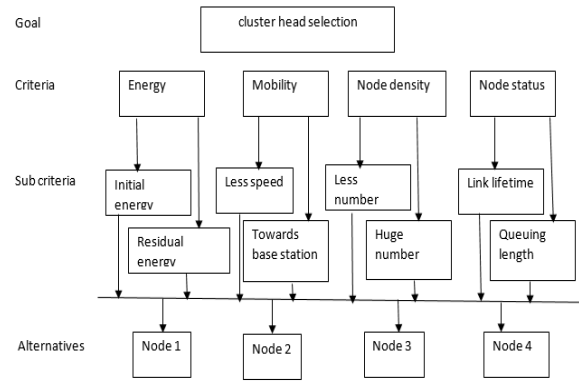 Goal
cluster head selection
Criteria
Energy
Mobility
Node density
Node status
Sub criteria
Initial
energy
Less speed
Less
number
Link lifetime
Residual
energy
Towards
base station
Huge
number
Queuing
length
Alternatives
Node 1
Node 2
Node 3
Node 4